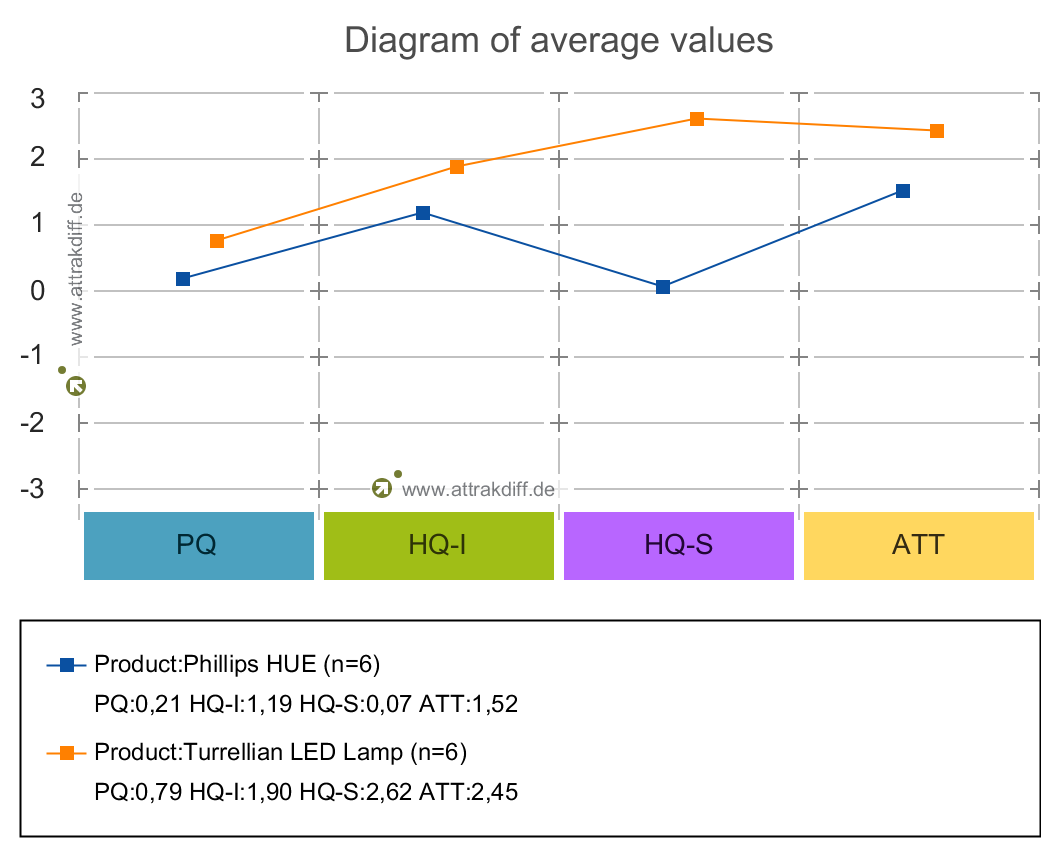 Diagram of average values
3
2
1
0
-1
-2
-3
www.attrakdiff.de
www.attrakdiff.de
PQ HQ-I HQ-S ATT
Product:Phillips HUE (n=6)
PQ:0,21 HQ-I:1,19 HQ-S:0,07 ATT:1,52
Product:Turrellian LED Lamp (n=6)
PQ:0,79 HQ-I:1,90 HQ-S:2,62 ATT:2,45